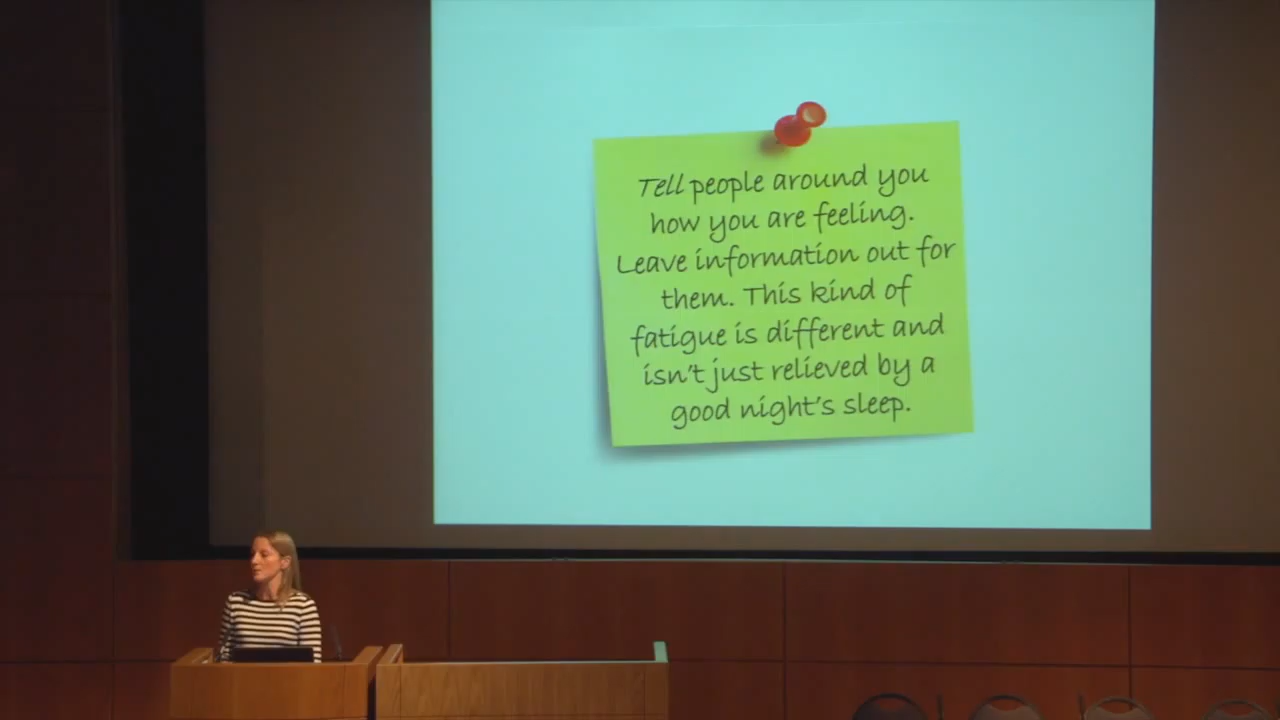 Tell people around you
how you are feeling.
Leave information out for
them. This kind of
fatigue is different and
isn't just relieved by a
good night's sleep.